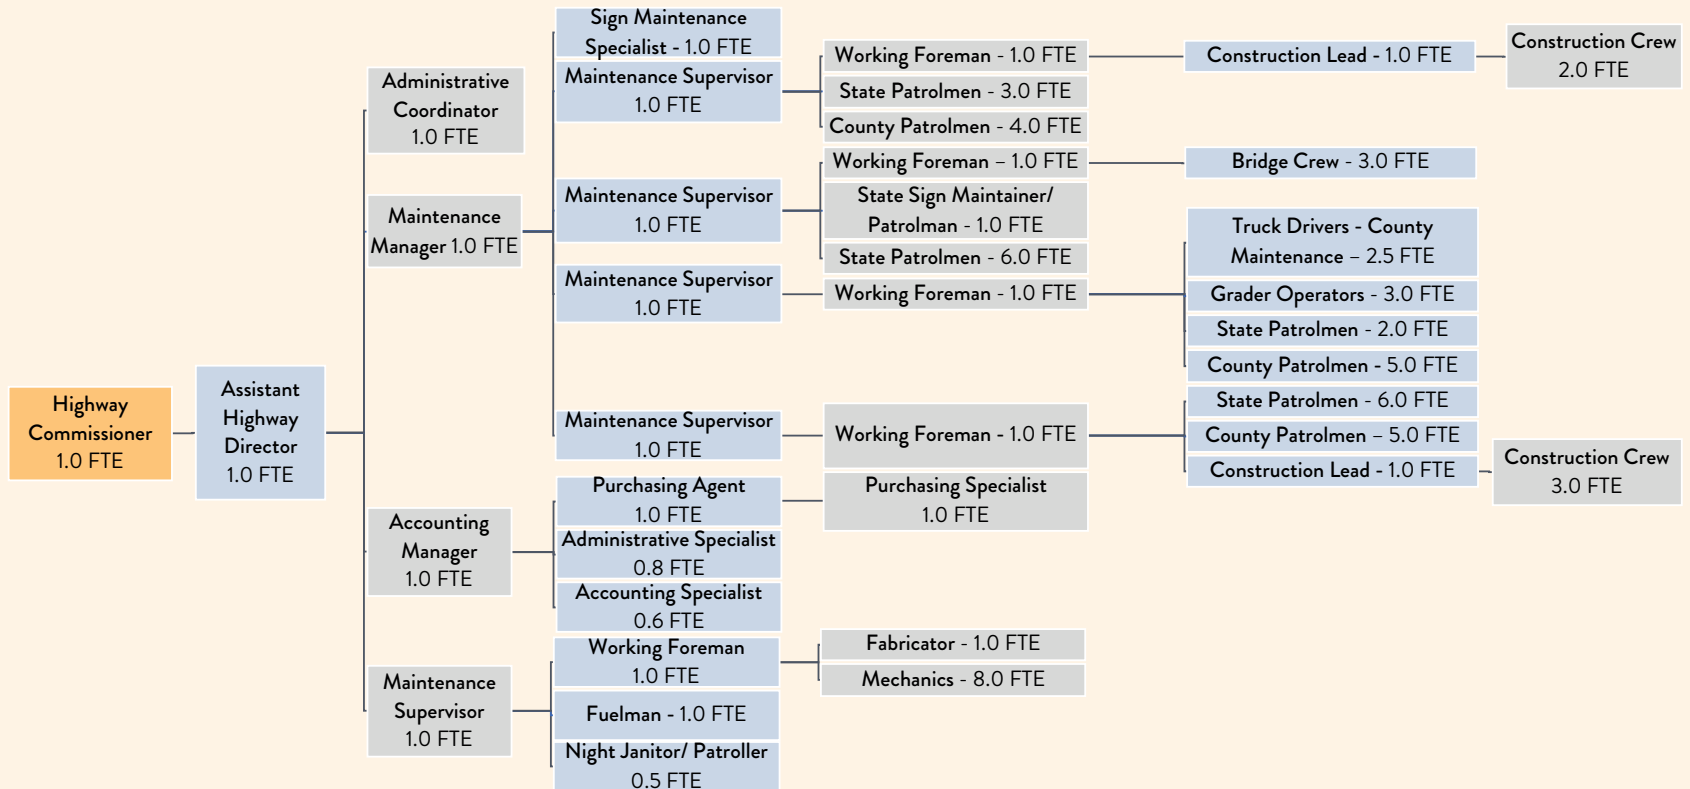 Highway
Commissioner
1.0 FTE
Assistant
Highway
Director
1.0 FTE
Administrative
Coordinator
1.0 FTE
Maintenance
Manager 1.0 FTE
Accounting
Manager
1.0 FTE
Maintenance
Supervisor
1.0 FTE
Sign Maintenance
Specialist - 1.0 FTE
Maintenance Supervisor
1.0 FTE
Maintenance Supervisor
1.0 FTE
Maintenance Supervisor
1.0 FTE
Maintenance Supervisor
1.0 FTE
Purchasing Agent
1.0 FTE
Administrative Specialist
0.8 FTE
Accounting Specialist
0.6 FTE
Working Foreman
1.0 FTE
Fuelman - 1.0 FTE
Night Janitor/ Patroller
0.5 FTE
Working Foreman - 1.0 FTE
State Patrolmen - 3.0 FTE
County Patrolmen - 4.0 FTE
Working Foreman – 1.0 FTE
State Sign Maintainer/
Patrolman - 1.0 FTE
State Patrolmen - 6.0 FTE
Working Foreman - 1.0 FTE
Working Foreman - 1.0 FTE
Purchasing Specialist
1.0 FTE
Fabricator - 1.0 FTE
Mechanics - 8.0 FTE
Construction Lead - 1.0 FTE
Bridge Crew - 3.0 FTE
Truck Drivers - County
Maintenance – 2.5 FTE
Grader Operators - 3.0 FTE
State Patrolmen - 2.0 FTE
County Patrolmen - 5.0 FTE
State Patrolmen - 6.0 FTE
County Patrolmen – 5.0 FTE
Construction Lead - 1.0 FTE
Construction Crew
2.0 FTE
Construction Crew
3.0 FTE